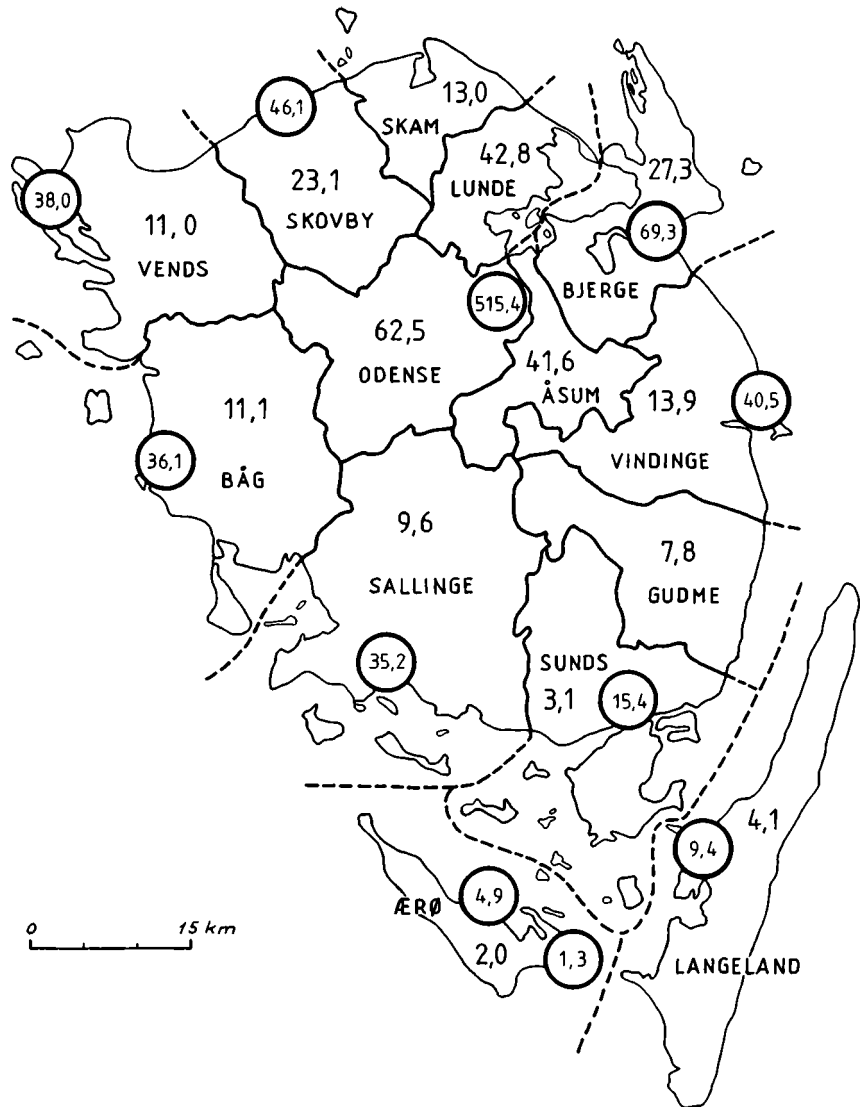 13,0
SKAM
46,1
42,8
LUNDE
27,3
23,1
SKOVBY
38,0
11,0
VENDS
69,3
BJERGE
515,4
62,5
ODENSE
41,6
ÅSUM
13,9
VINDINGE
40,5
11,1
BÅG
36,1
9,6
SALLINGE
7,8
GUDME
35,2
SUNDS
3,1
15,4
4,1
9,4
4,9
ÆRØ
2,0
1,3
LANGELAND
0 15 km